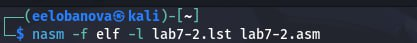 (eelobanova㉿kali)-[~]
$ nasm -f elf -l lab7-2.lst lab7-2.asm